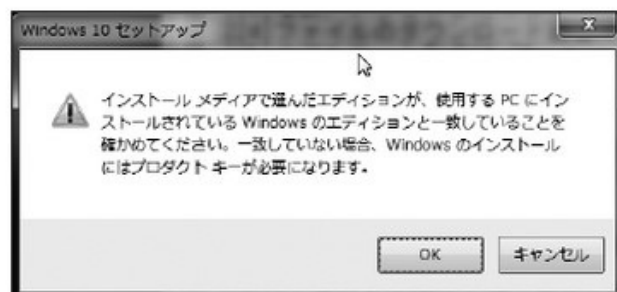 Windows 10 セットアップ
インストール メディアで選んだエディションが、使用する PC にイン
ストールされている Windows のエディションと一致していることを
確かめてください。一致していない場合、Windows のインストール
にはプロダクト キーが必要になります。
OK
キャンセル